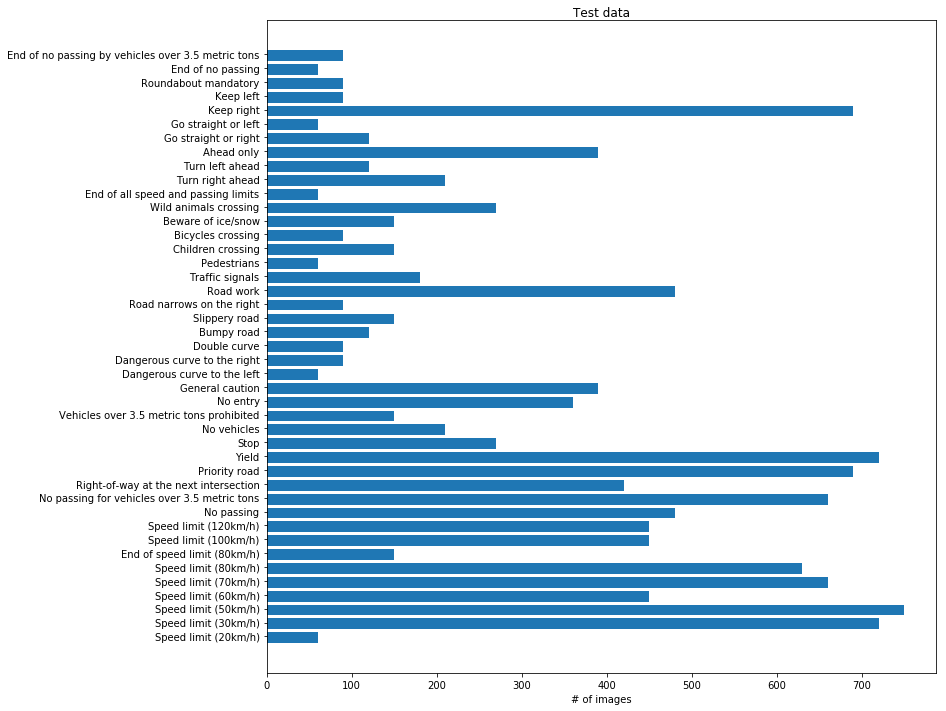 Test data
End of no passing by vehicles over 3.5 metric tons
End of no passing
Roundabout mandatory
Keep left
Keep right
Go straight or left
Go straight or right
Ahead only
Turn left ahead
Turn right ahead
End of all speed and passing limits
Wild animals crossing
Beware of ice/snow
Bicycles crossing
Children crossing
Pedestrians
Traffic signals
Road work
Road narrows on the right
Slippery road
Bumpy road
Double curve
Dangerous curve to the right
Dangerous curve to the left
General caution
No entry
Vehicles over 3.5 metric tons prohibited
No vehicles
Stop
Yield
Priority road
Right-of-way at the next intersection
No passing for vehicles over 3.5 metric tons
No passing
Speed limit (120km/h)
Speed limit (100km/h)
End of speed limit (80km/h)
Speed limit (80km/h)
Speed limit (70km/h)
Speed limit (60km/h)
Speed limit (50km/h)
Speed limit (30km/h)
Speed limit (20km/h)
0 100 200 300 400 500 600 700
# of images